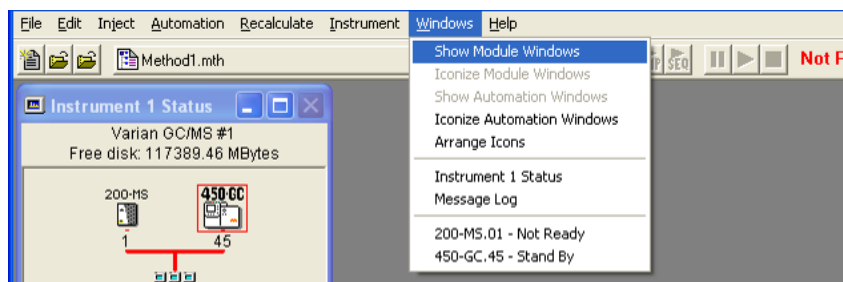 File Edit Inject Automation Recalculate Instrument Windows Help
Method1.mth
SEQ
Not
Show Module Windows
Iconize Module Windows
Show Automation Windows
Iconize Automation Windows
Arrange Icons
Instrument 1 Status
Message Log
200-MS.01 - Not Ready
450-GC.45 - Stand By
Instrument 1 Status
Varian GC/MS #1
Free disk: 117389.46 MBytes
200-MS
450-GC
1
45